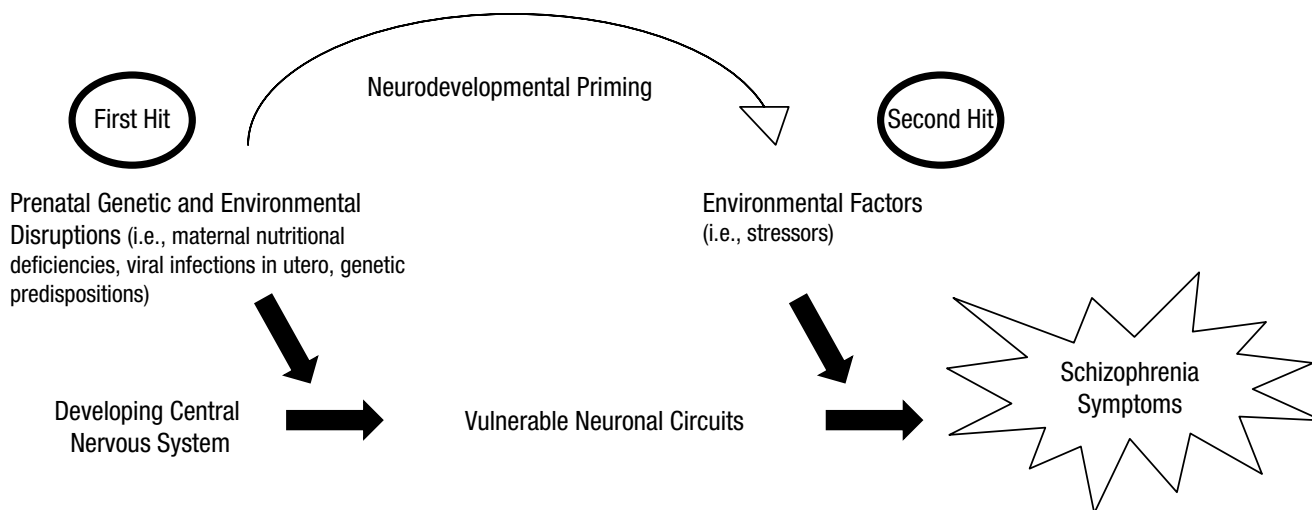 Neurodevelopmental Priming
First Hit
Second Hit
Prenatal Genetic and Environmental
Disruptions (i.e., maternal nutritional
deficiencies, viral infections in utero, genetic
predispositions)
Environmental Factors
(i.e., stressors)
Developing Central
Nervous System
Vulnerable Neuronal Circuits
Schizophrenia
Symptoms